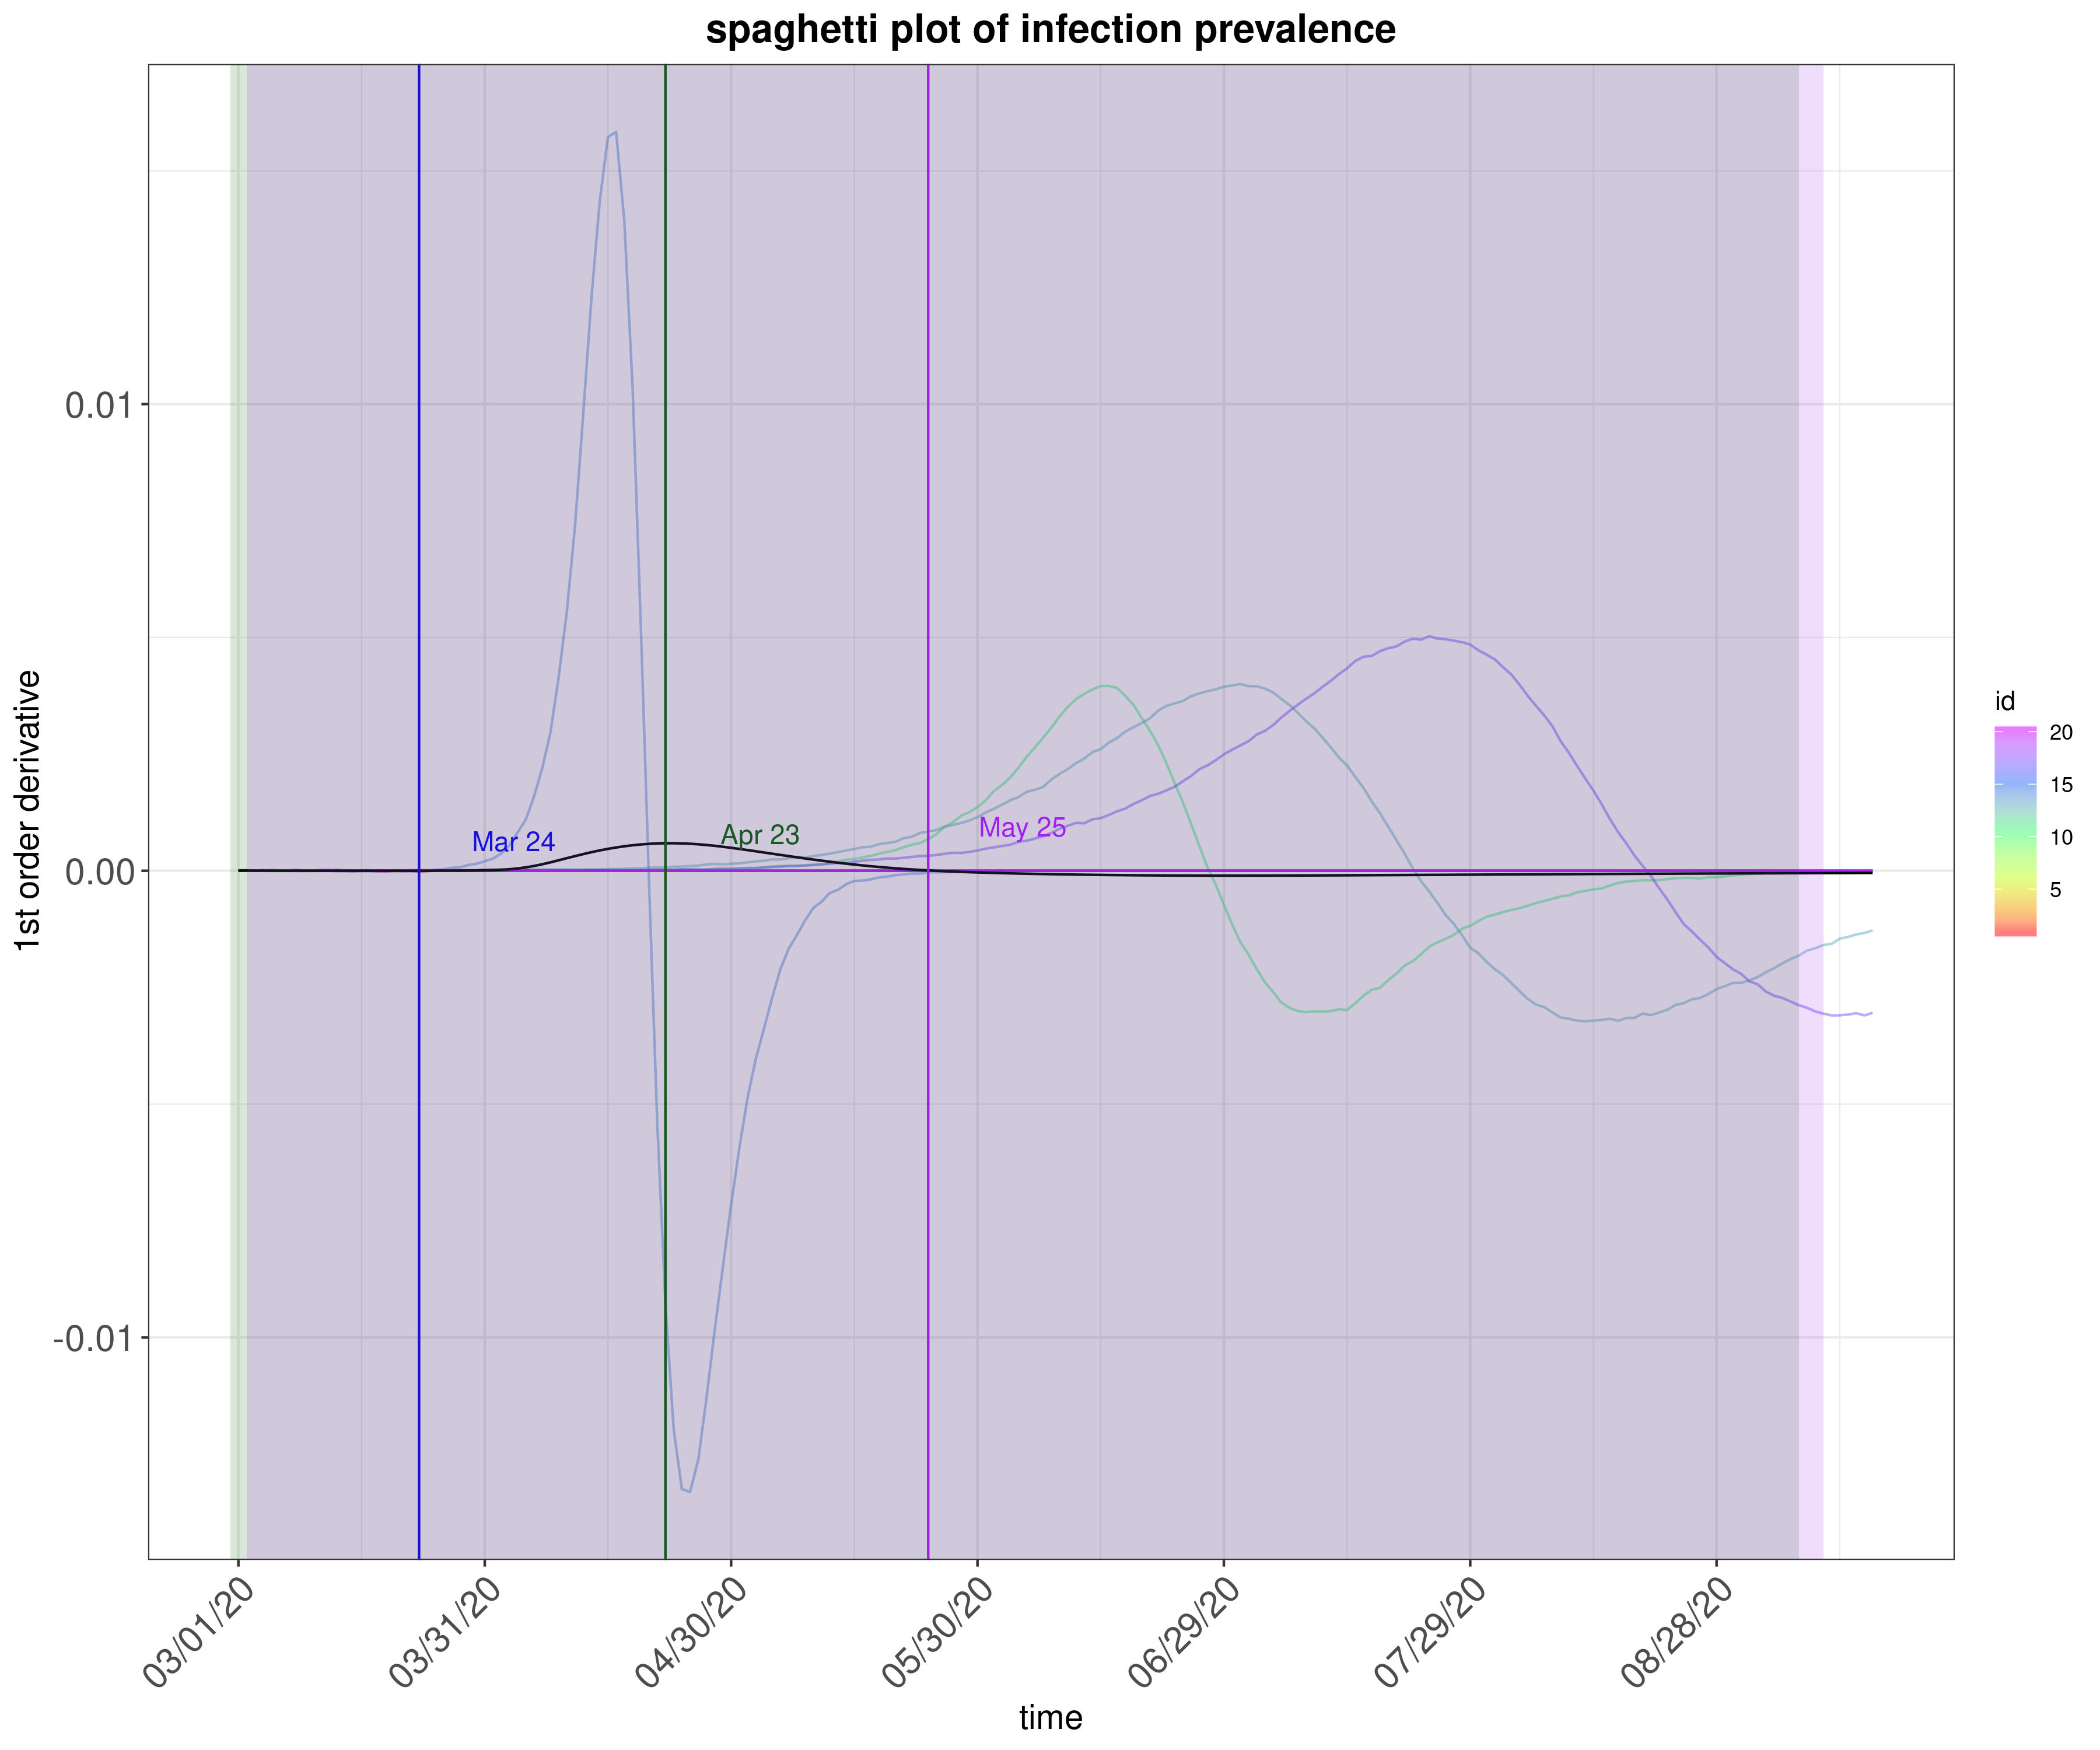 spaghetti plot of infection prevalence
1st order derivative
0.01
0.00
-0.01
Mar 24
Apr 23
May 25
id
20
15
10
5
03/01/20
03/31/20
04/30/20
05/30/20
06/29/20
07/29/20
08/28/20
time